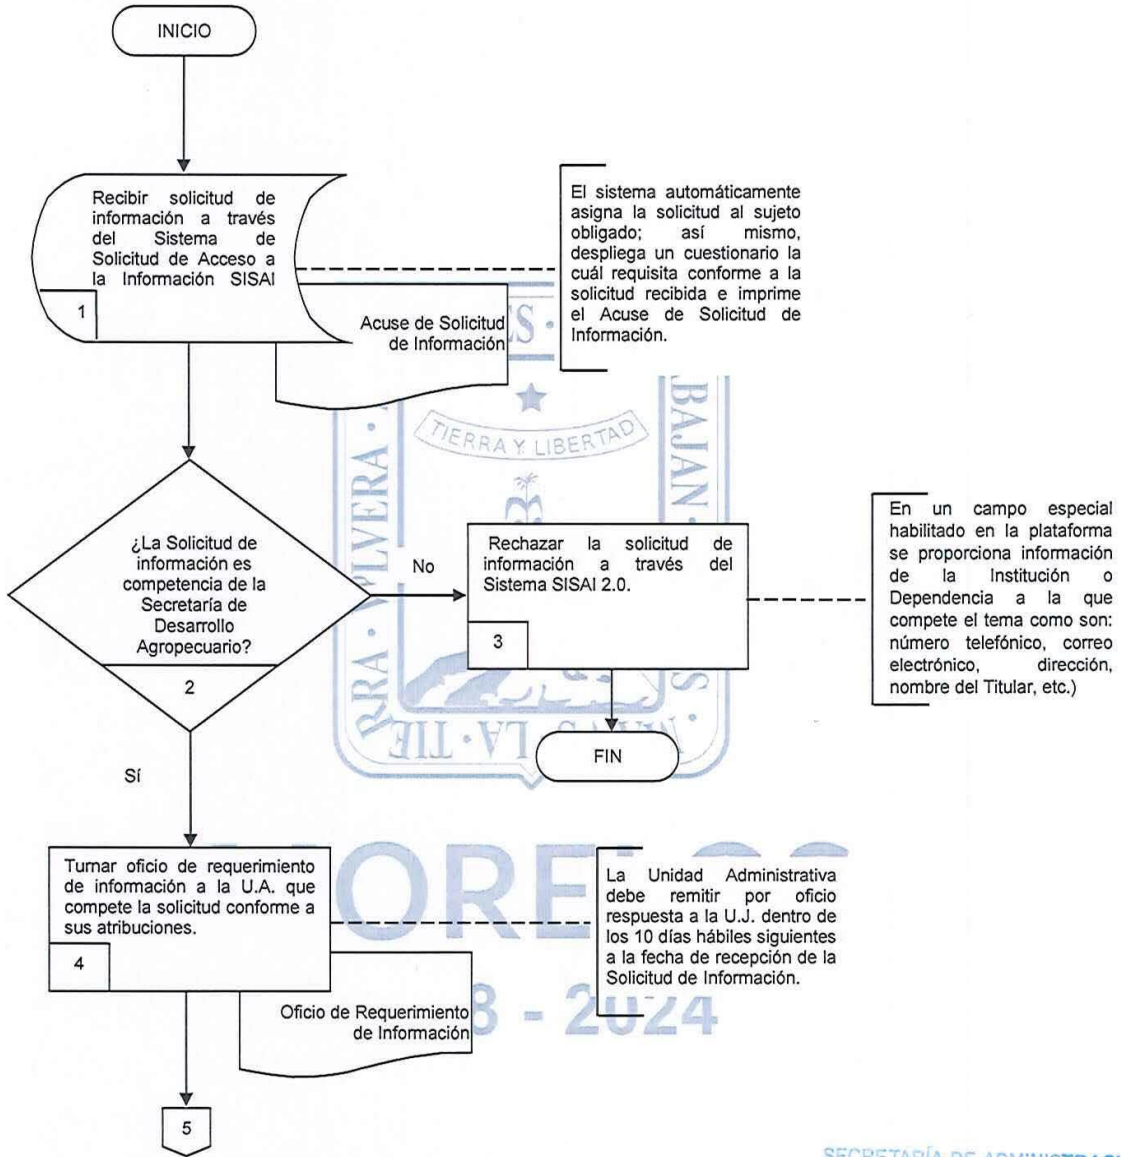 INICIO
Recibir solicitud de
información a través
del Sistema de
Solicitud de Acceso a
la Información SISAI
1
Acuse de Solicitud
de Información
El sistema automáticamente
asigna la solicitud al sujeto
obligado; así mismo,
despliega un cuestionario la
cuál requisita conforme a la
solicitud recibida e imprime
el Acuse de Solicitud de
Información.
TIERRA Y LIBERTAD
¿La Solicitud de
información es
competencia de la
Secretaría de
Desarrollo
Agropecuario?
2
No
Rechazar la solicitud de
información a través del
Sistema SISAI 2.0.
3
En un campo especial
habilitado en la plataforma
se proporciona información
de la Institución o
Dependencia a la que
compete el tema como son:
número telefónico, correo
electrónico, dirección,
nombre del Titular, etc.)
FIN
Sí
Turnar oficio de requerimiento
de información a la U.A. que
compete la solicitud conforme a
sus atribuciones.
4
Oficio de Requerimiento
de Información
La Unidad Administrativa
debe remitir por oficio
respuesta a la U.J. dentro de
los 10 días hábiles siguientes
a la fecha de recepción de la
Solicitud de Información.
8 - 2024
5